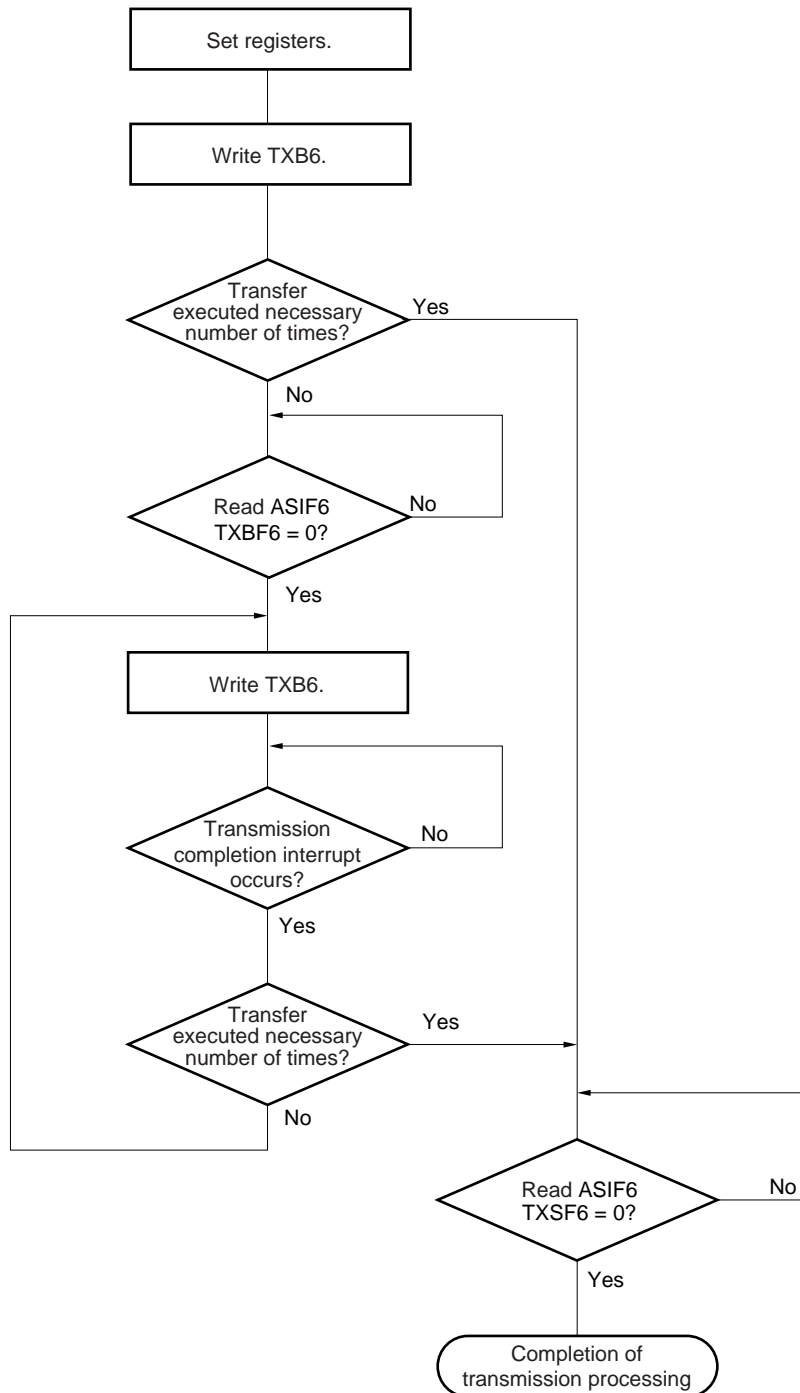 Set registers.
Write TXB6.
Transfer
executed necessary
number of times?
Yes
No
Read ASIF6
TXBF6 = 0?
No
Yes
Write TXB6.
Transmission
completion interrupt
occurs?
No
Yes
Transfer
executed necessary
number of times?
Yes
No
Read ASIF6
TXSF6 = 0?
No
Yes
Completion of
transmission processing